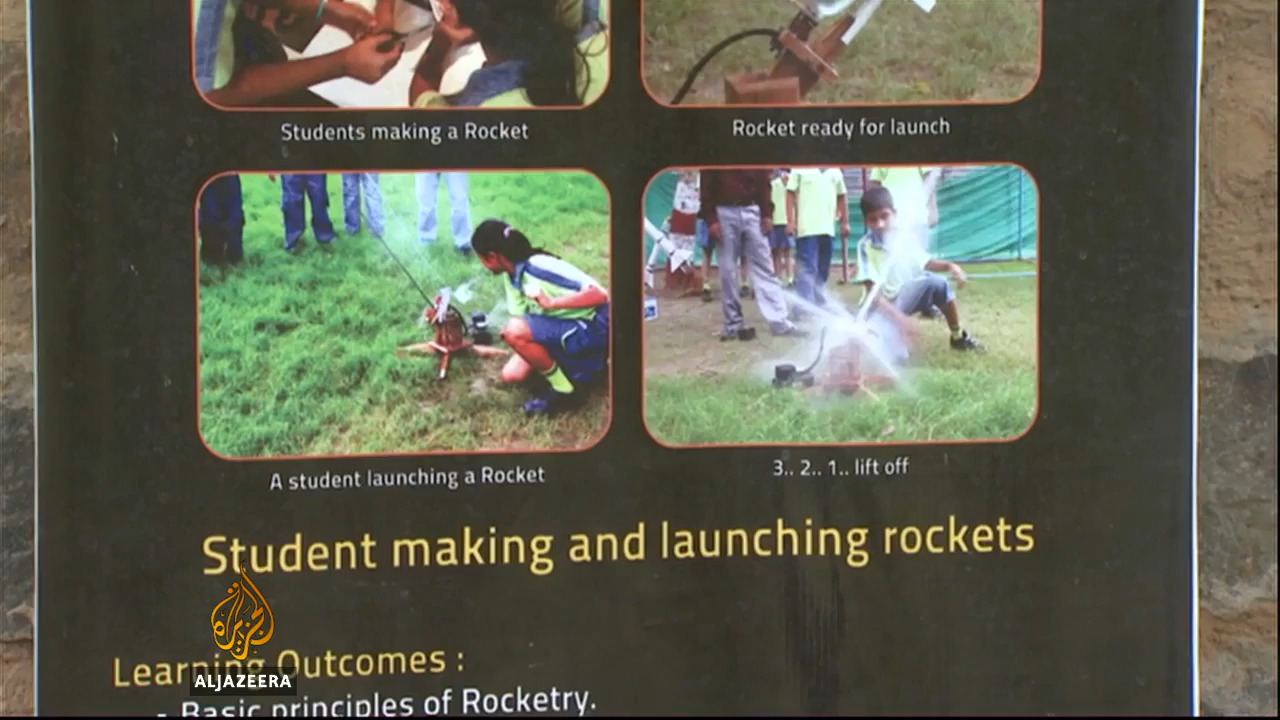 Students making a Rocket
Rocket ready for launch
A student launching a Rocket
3.. 2.. 1.. lift off
Student making and launching rockets
Learning Outcomes :
- Basic principles of Rocketry.
الجزيرة
ALJAZEERA